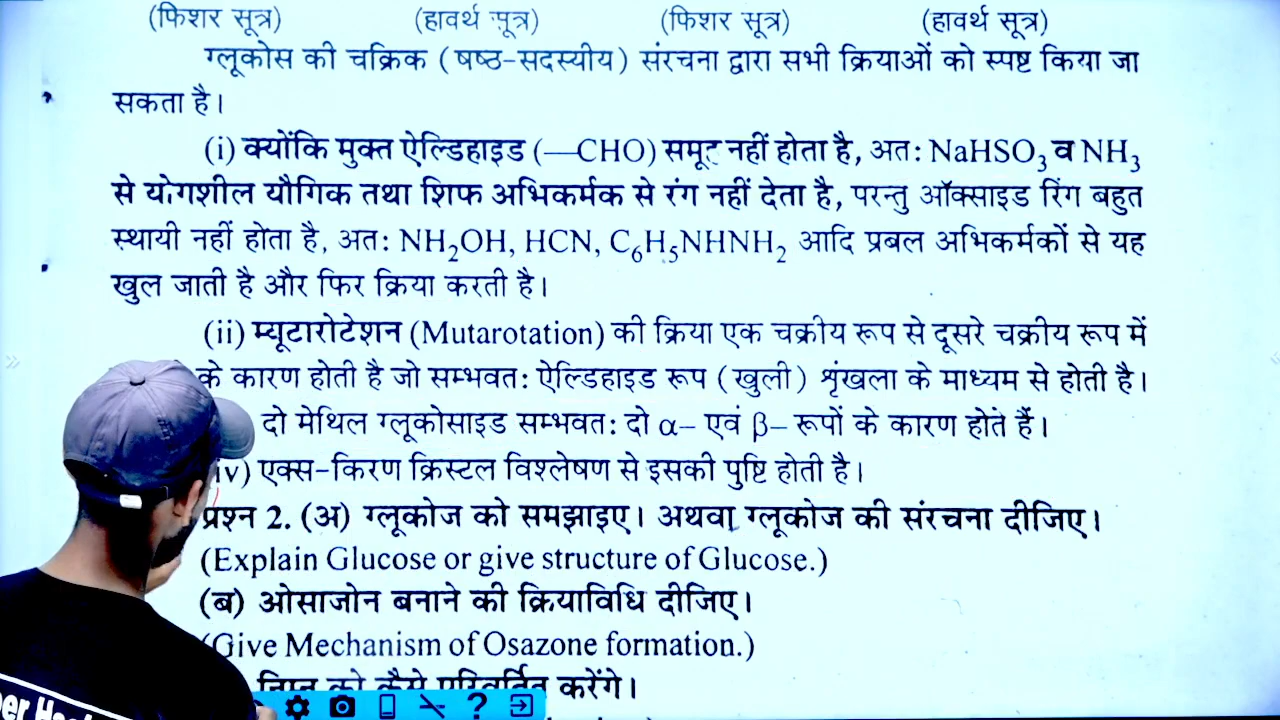 (फिशर सूत्र) (हावर्थ सूत्र) (फिशर सूत्र) (हावर्थ सूत्र)
ग्लूकोस की चक्रिक (षष्ठ-सदस्यीय) संरचना द्वारा सभी क्रियाओं को स्पष्ट किया जा
सकता है।
(i) क्योंकि मुक्त ऐल्डिहाइड (—CHO) समूह नहीं होता है, अत: NaHSO₃ व NH₃
से योगशील यौगिक तथा शिफ अभिकर्मक से रंग नहीं देता है, परन्तु ऑक्साइड रिंग बहुत
स्थायी नहीं होता है, अत: NH₂OH, HCN, C₆H₅NHNH₂ आदि प्रबल अभिकर्मकों से यह
खुल जाती है और फिर क्रिया करती है।
(ii) म्यूटारोटेशन (Mutarotation) की क्रिया एक चक्रीय रूप से दूसरे चक्रीय रूप में
के कारण होती है जो सम्भवत: ऐल्डिहाइड रूप (खुली) श्रृंखला के माध्यम से होती है।
दो मेथिल ग्लूकोसाइड सम्भवत: दो α– एवं β– रूपों के कारण होते हैं।
iv) एक्स-किरण क्रिस्टल विश्लेषण से इसकी पुष्टि होती है।
प्रश्न 2. (अ) ग्लूकोज को समझाइए। अथवा ग्लूकोज की संरचना दीजिए।
(Explain Glucose or give structure of Glucose.)
(ब) ओसाजोन बनाने की क्रियाविधि दीजिए।
(Give Mechanism of Osazone formation.)
निम्न को कैसे परिवर्तित करेंगे।